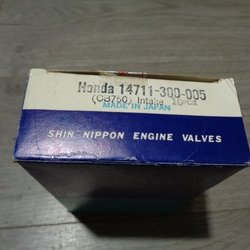 Honda 14711-300-005
(CB750) Intake 10PCS
MADE IN JAPAN
SHIN NIPPON ENGINE VALVES